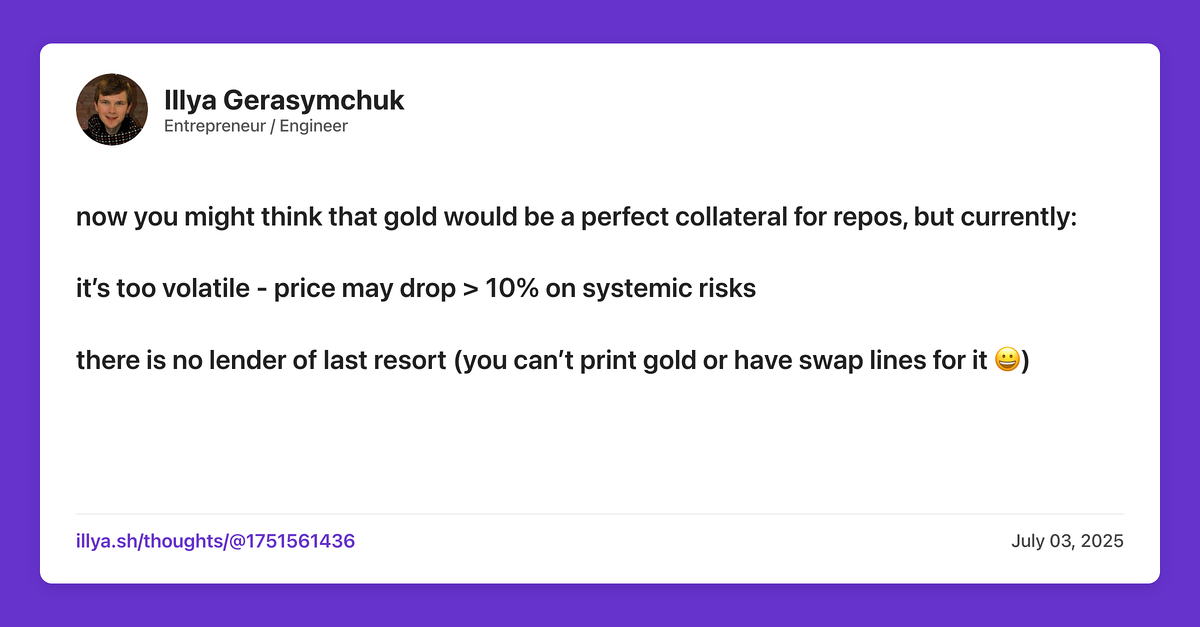 Illya Gerasymchuk
Entrepreneur / Engineer
now you might think that gold would be a perfect collateral for repos, but currently:
it’s too volatile - price may drop > 10% on systemic risks
there is no lender of last resort (you can’t print gold or have swap lines for it 😀)
illya.sh/thoughts/@1751561436
July 03, 2025